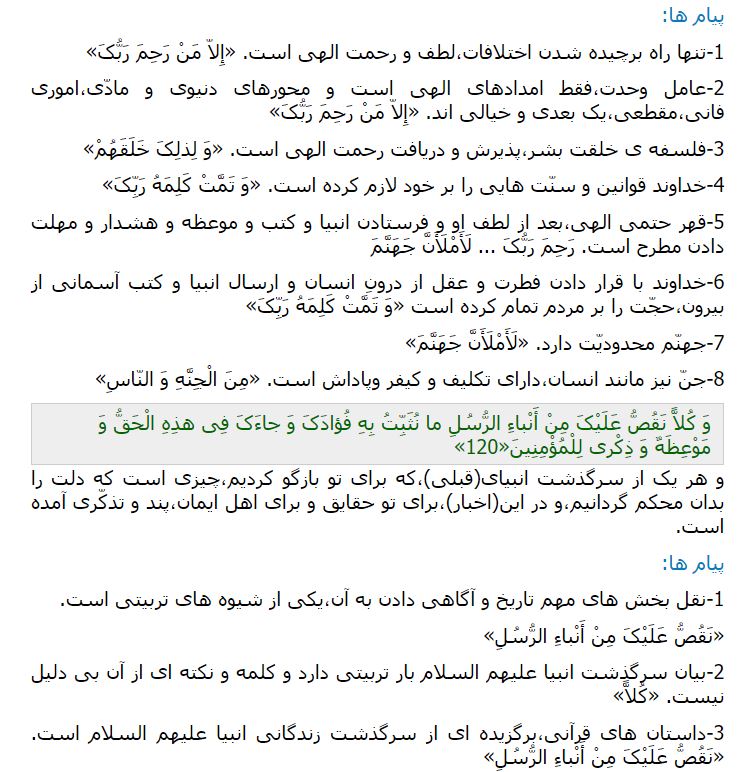 پیام ها:
1-تنها راه برچیده شدن اختلافات،لطف و رحمت الهی است. «إِلاّ مَنْ رَحِمَ رَبُّکَ»
2-عامل وحدت،فقط امدادهای الهی است و محورهای دنیوی و مادّی،اموری
فانی،مقطعی،یک بعدی و خیالی اند. «إِلاّ مَنْ رَحِمَ رَبُّکَ»
3-فلسفه ی خلقت بشر،پذیرش و دریافت رحمت الهی است. «وَ لِذلِکَ خَلَقَهُمْ»
4-خداوند قوانین و سنّت هایی را بر خود لازم کرده است. «وَ تَمَّتْ کَلِمَهُ رَبِّکَ»
5-قهر حتمی الهی،بعد از لطف او و فرستادن انبیا و کتب و موعظه و هشدار و مهلت
دادن مطرح است. رَحِمَ رَبُّکَ ... لَأَمْلَأَنَّ جَهَنَّمَ
6-خداوند با قرار دادن فطرت و عقل از درونِ انسان و ارسال انبیا و کتب آسمانی از
بیرون،حجّت را بر مردم تمام کرده است «وَ تَمَّتْ کَلِمَهُ رَبِّکَ»
7-جهنّم محدودیّت دارد. «لَأَمْلَأَنَّ جَهَنَّمَ»
8-جنّ نیز مانند انسان،دارای تکلیف و کیفر وپاداش است. «مِنَ الْجِنَّهِ وَ النّاسِ»
وَ کُلاًّ نَقُصُّ عَلَیْکَ مِنْ أَنْباءِ الرُّسُلِ ما نُثَبِّتُ بِهِ فُؤادَکَ وَ جاءَکَ فِی هذِهِ الْحَقُّ وَ
مَوْعِظَهٌ وَ ذِکْری لِلْمُؤْمِنِینَ«120»
و هر یک از سرگذشت انبیای(قبلی)،که برای تو بازگو کردیم،چیزی است که دلت را
بدان محکم گردانیم،و در این(اخبار)،برای تو حقایق و برای اهل ایمان،پند و تذکّری آمده
است.
پیام ها:
1-نقل بخش های مهم تاریخ و آگاهی دادن به آن،یکی از شیوه های تربیتی است.
«نَقُصُّ عَلَیْکَ مِنْ أَنْباءِ الرُّسُلِ»
2-بیان سرگذشت انبیا علیهم السلام بار تربیتی دارد و کلمه و نکته ای از آن بی دلیل
نیست. «کُلاًّ»
3-داستان های قرآنی،برگزیده ای از سرگذشت زندگانی انبیا علیهم السلام است.
«نَقُصُّ عَلَیْکَ مِنْ أَنْباءِ الرُّسُلِ»